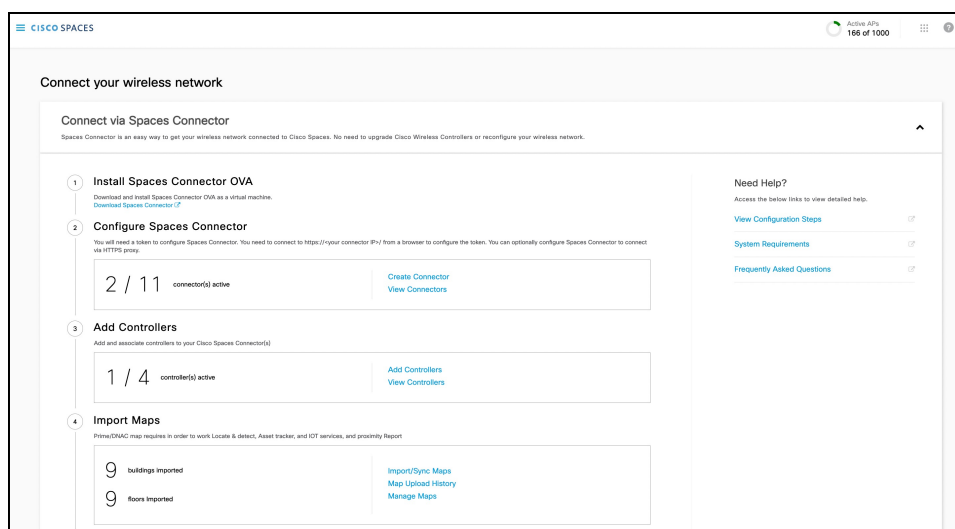 CISCO SPACES
Active APs
166 of 1000
?
Connect your wireless network
Connect via Spaces Connector
Spaces Connector is an easy way to get your wireless network connected to Cisco Spaces. No need to upgrade Cisco Wireless Controllers or reconfigure your wireless network.
1 Install Spaces Connector OVA
Download and install Spaces Connector OVA as a virtual machine.
Download Spaces Connector
2 Configure Spaces Connector
You will need a token to configure Spaces Connector. You need to connect to https://<your connector IP>/ from a browser to configure the token. You can optionally configure Spaces Connector to connect
via HTTPS proxy.
2 / 11 connector(s) active
Create Connector
View Connectors
3 Add Controllers
Add and associate controllers to your Cisco Spaces Connector(s)
1 / 4 controller(s) active
Add Controllers
View Controllers
4 Import Maps
Prime/DNAC map requires in order to work Locate & detect, Asset tracker, and IOT services, and proximity Report
9 buildings imported
9 floors Imported
Import/Sync Maps
Map Upload History
Manage Maps
Need Help?
Access the below links to view detailed help.
View Configuration Steps
System Requirements
Frequently Asked Questions